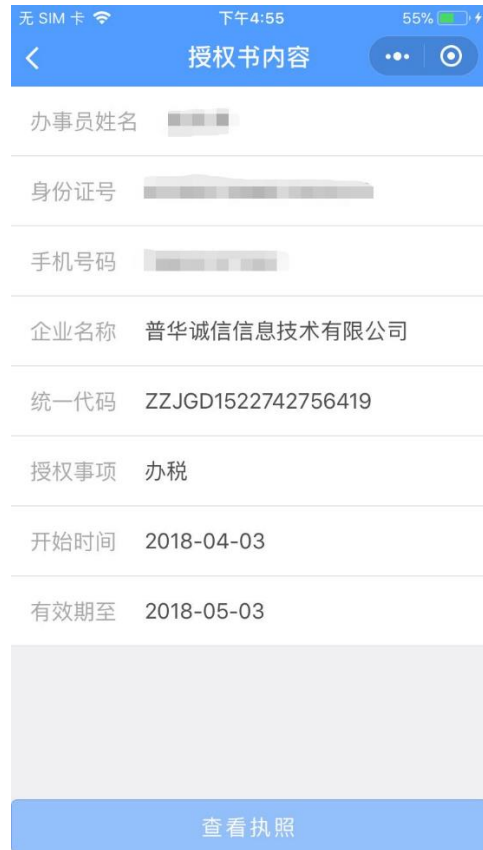 无 SIM 卡 下午4:55 55%
授权书内容
办事员姓名
身份证号
手机号码
企业名称 普华诚信信息技术有限公司
统一代码 ZZJGD1522742756419
授权事项 办税
开始时间 2018-04-03
有效期至 2018-05-03
查看执照